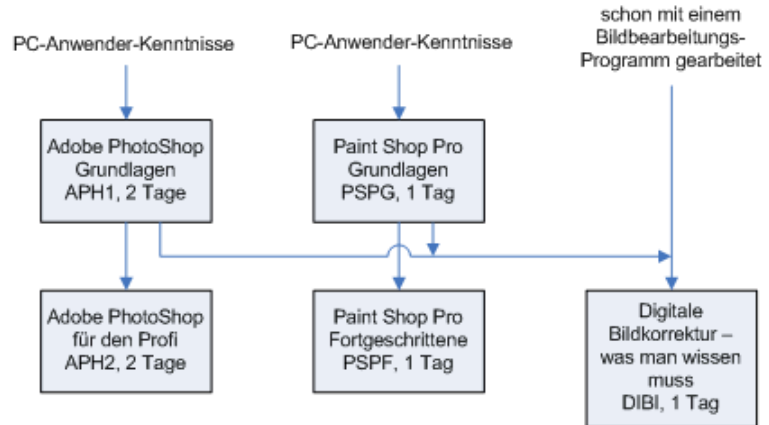 PC-Anwender-Kenntnisse
PC-Anwender-Kenntnisse
schon mit einem
Bildbearbeitungs-
Programm gearbeitet
Adobe PhotoShop
Grundlagen
APH1, 2 Tage
Paint Shop Pro
Grundlagen
PSPG, 1 Tag
Adobe PhotoShop
für den Profi
APH2, 2 Tage
Paint Shop Pro
Fortgeschrittene
PSPF, 1 Tag
Digitale
Bildkorrektur –
was man wissen
muss
DIBI, 1 Tag